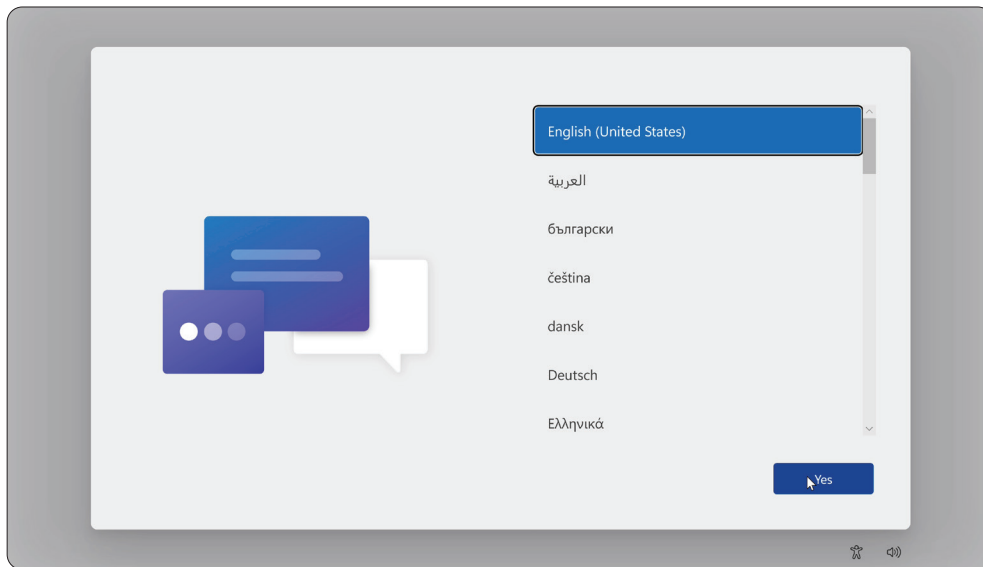 English (United States)
العربية
български
čeština
dansk
Deutsch
Ελληνικά
Yes